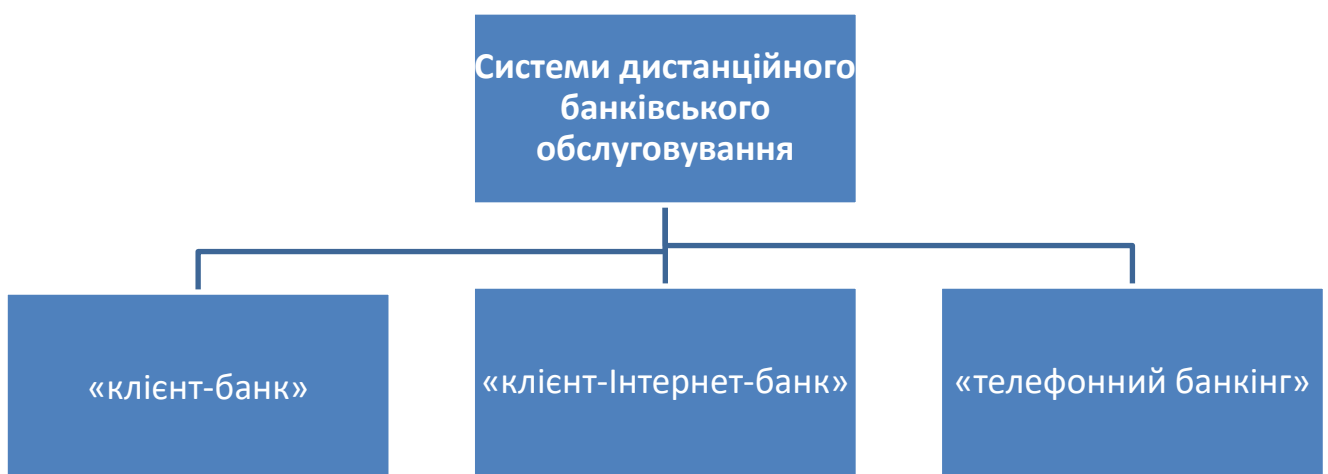 Системи дистанційного
банківського
обслуговування
«клієнт-банк»
«клієнт-Інтернет-банк»
«телефонний банкінг»